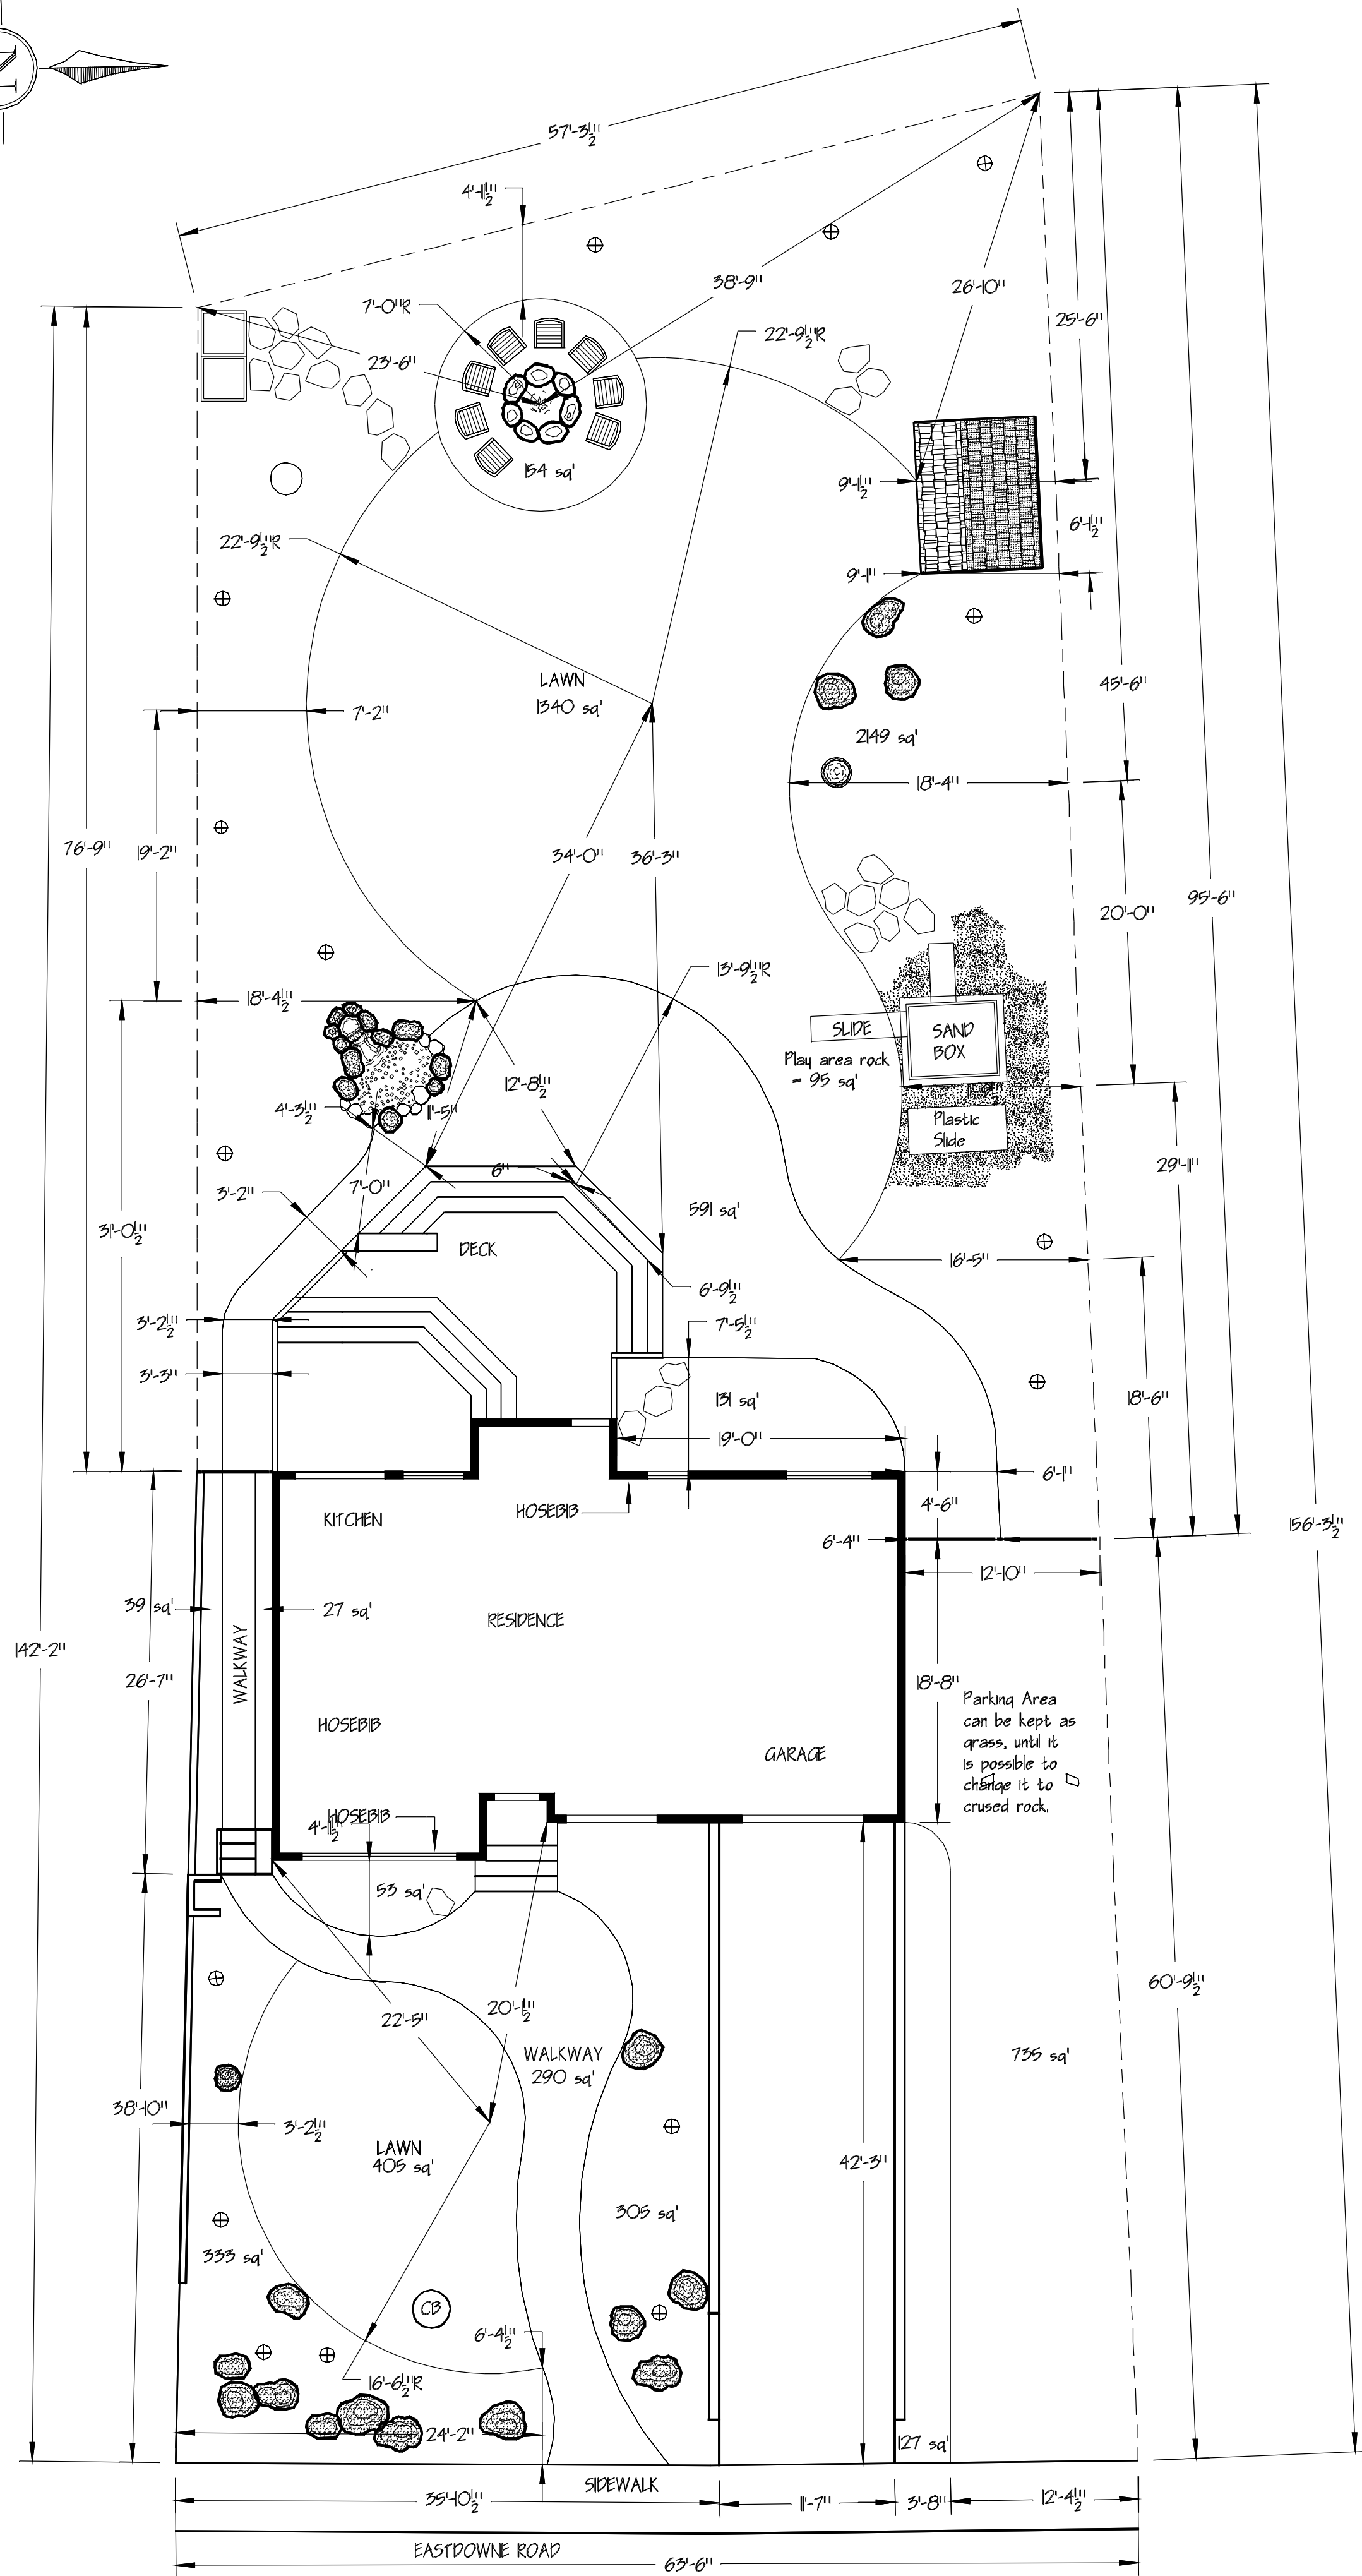 N
57'-3½"
4'-11½"
38'-9"
26'-10"
25'-6"
7'-0"R
22'-9½"R
23'-6"
154 sq'
9'-1½"
6'-1½"
22'-9½"R
9'-1"
LAWN
1340 sq'
7'-2"
2149 sq'
45'-6"
18'-4"
76'-9"
19'-2"
34'-0"
36'-3"
95'-6"
20'-0"
18'-4½"
13'-9½"R
SLIDE
SAND
BOX
Play area rock
= 95 sq'
12'-8½"
4'-3½"
11'-5"
Plastic
Slide
6"
29'-11"
3'-2"
7'-0"
591 sq'
31'-0½"
DECK
16'-5"
6'-9½"
3'-2½"
7'-5½"
3'-3"
131 sq'
18'-6"
19'-0"
6'-1"
4'-6"
KITCHEN
HOSEBIB
156'-3½"
6'-4"
12'-10"
39 sq'
27 sq'
RESIDENCE
142'-2"
WALKWAY
26'-7"
18'-8"
Parking Area
can be kept as
grass, until it
is possible to
change it to
crused rock.
HOSEBIB
GARAGE
HOSEBIB
4'-11½"
53 sq'
60'-9½"
22'-5"
20'-1½"
WALKWAY
290 sq'
735 sq'
38'-10"
3'-2½"
LAWN
405 sq'
42'-3"
305 sq'
333 sq'
CB
6'-4½"
16'-6½"R
24'-2"
127 sq'
SIDEWALK
35'-10½"
11'-7"
3'-8"
12'-4½"
EASTDOWNE ROAD
63'-6"